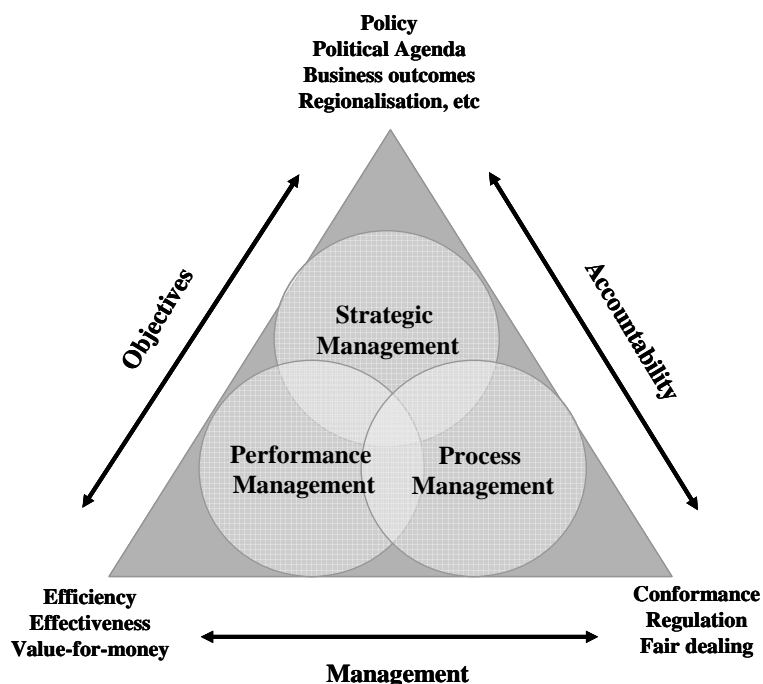 Policy
Political Agenda
Business outcomes
Regionalisation, etc
Objectives
Accountability
Strategic
Management
Performance
Management
Process
Management
Efficiency
Effectiveness
Value-for-money
Conformance
Regulation
Fair dealing
Management